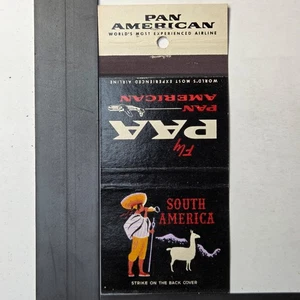 PAN
AMERICAN
WORLD'S MOST EXPERIENCED AIRLINE
WORLD'S MOST EXPERIENCED AIRLINE
PAN
AMERICAN
Fly
PAA
SOUTH
AMERICA
STRIKE ON THE BACK COVER